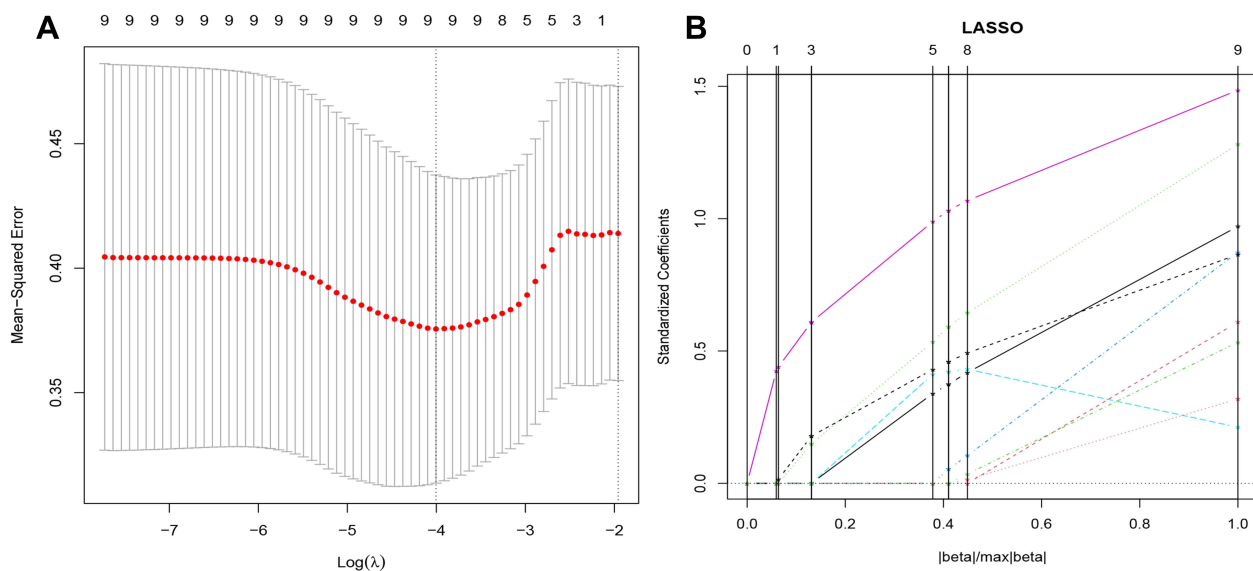 A
9 9 9 9 9 9 9 9 9 9 9 9 9 9 8 5 5 3 1
Mean−Squared Error
0.45
0.40
0.35
−7 −6 −5 −4 −3 −2
Log(λ)
B
LASSO
0 1 3 5 8 9
Standardized Coefficients
1.5
1.0
0.5
0.0
0.0 0.2 0.4 0.6 0.8 1.0
|beta|/max|beta|